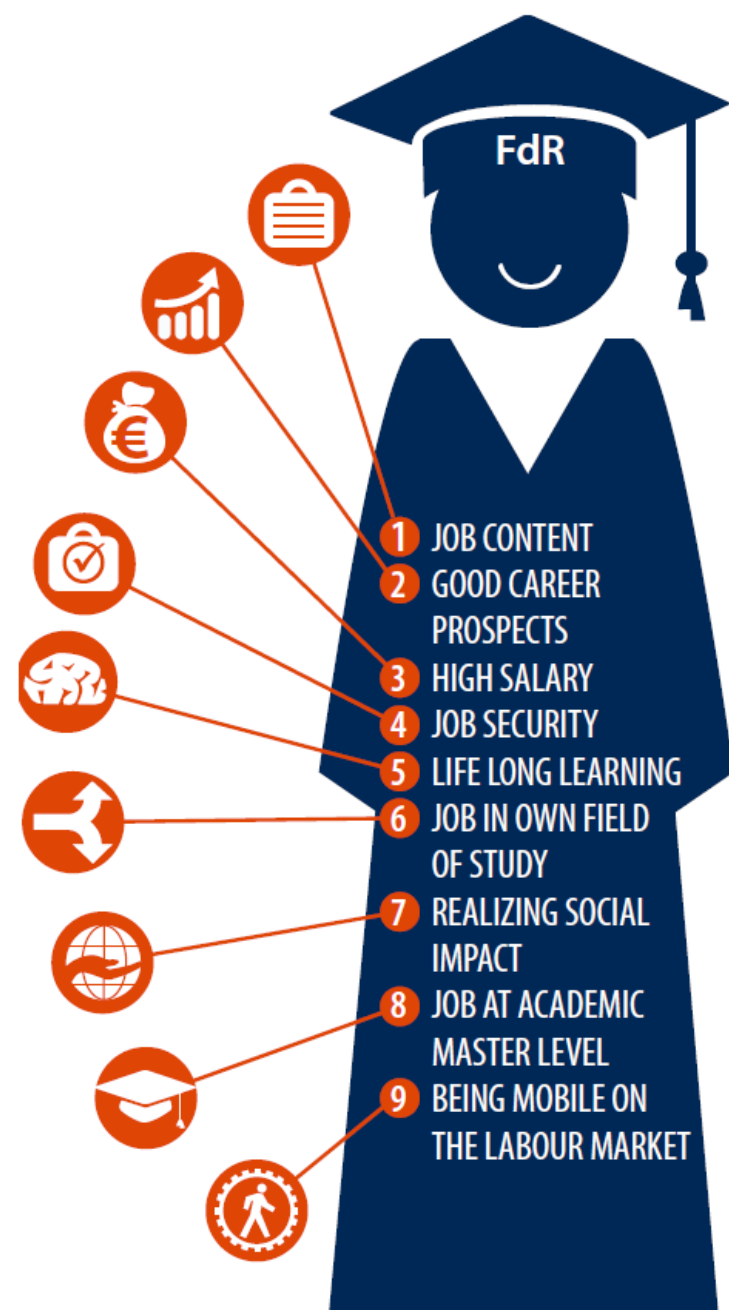 FdR
€
1 JOB CONTENT
2 GOOD CAREER
PROSPECTS
3 HIGH SALARY
4 JOB SECURITY
5 LIFE LONG LEARNING
6 JOB IN OWN FIELD
OF STUDY
7 REALIZING SOCIAL
IMPACT
8 JOB AT ACADEMIC
MASTER LEVEL
9 BEING MOBILE ON
THE LABOUR MARKET